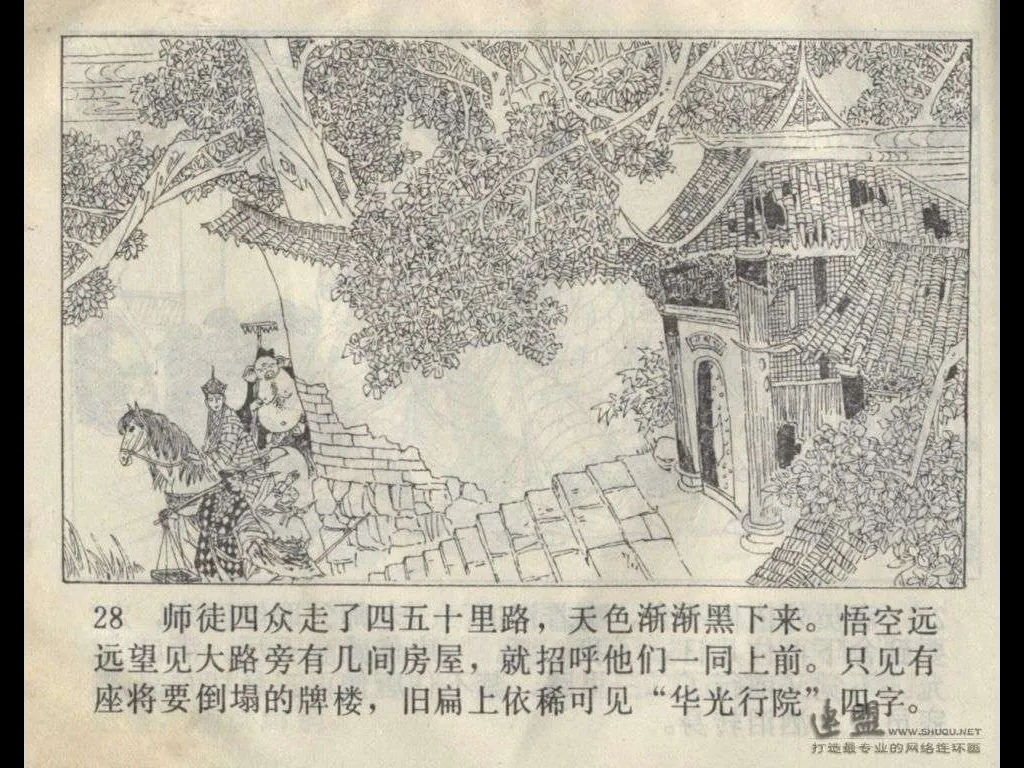 28 师徒四众走了四五十里路，天色渐渐黑下来。悟空远
远望见大路旁有几间房屋，就招呼他们一同上前。只见有
座将要倒塌的牌楼，旧扁上依稀可见“华光行院”四字。
连盟 WWW.SHUQU.NET
打造最专业的网络连环画